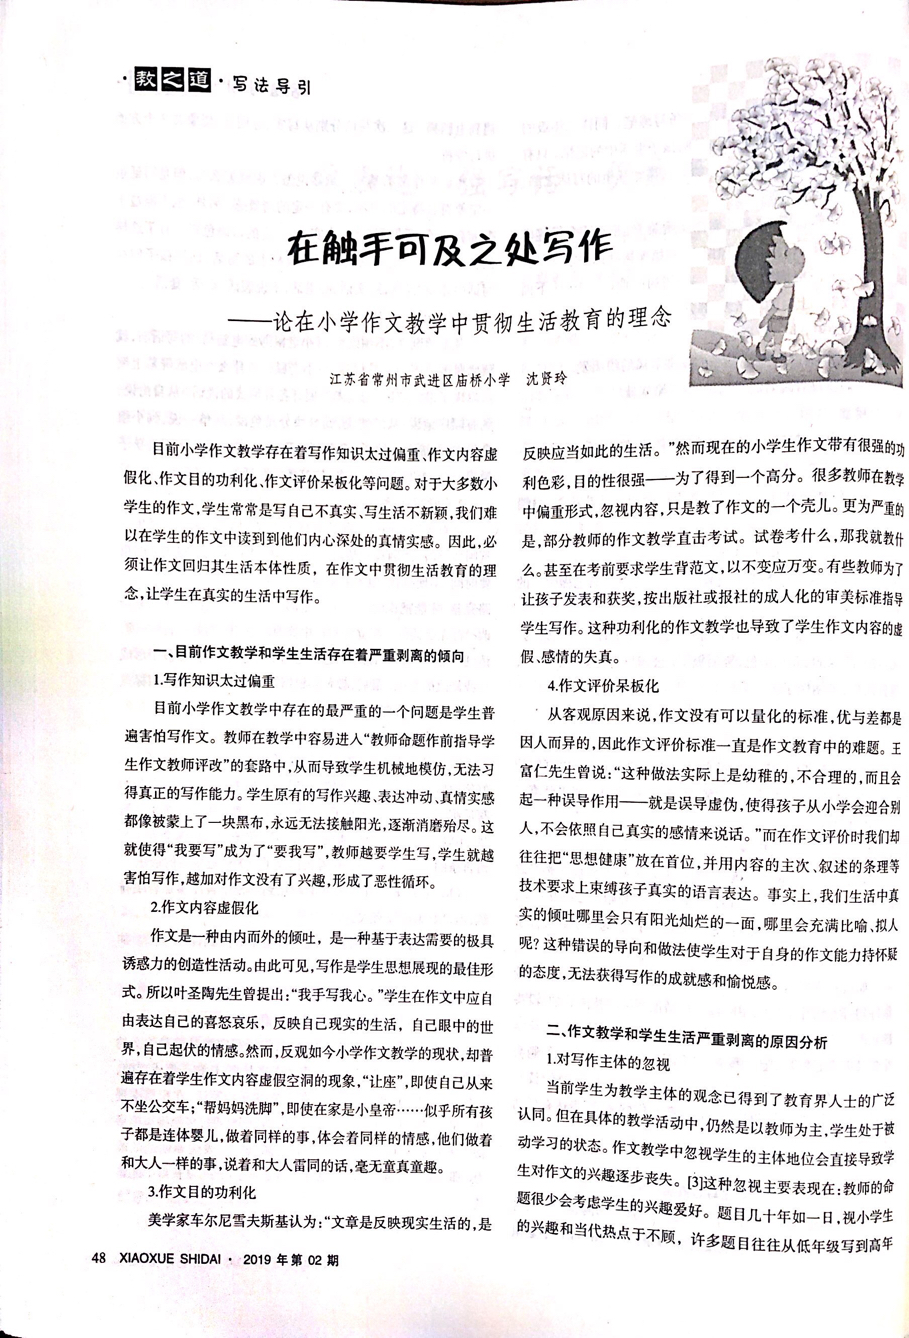 ·教之道·写法导引
在触手可及之处写作
——论在小学作文教学中贯彻生活教育的理念
江苏省常州市武进区庙桥小学 沈贤玲
目前小学作文教学存在着写作知识太过偏重、作文内容虚
假化、作文目的功利化、作文评价呆板化等问题。对于大多数小
学生的作文,学生常常是写自己不真实、写生活不新颖,我们难
以在学生的作文中读到到他们内心深处的真情实感。因此,必
须让作文回归其生活本体性质，在作文中贯彻生活教育的理
念,让学生在真实的生活中写作。
一、目前作文教学和学生生活存在着严重剥离的倾向
1.写作知识太过偏重
目前小学作文教学中存在的最严重的一个问题是学生普
遍害怕写作文。教师在教学中容易进入“教师命题作前指导学
生作文教师评改”的套路中,从而导致学生机械地模仿,无法习
得真正的写作能力。学生原有的写作兴趣、表达冲动、真情实感
都像被蒙上了一块黑布,永远无法接触阳光,逐渐消磨殆尽。这
就使得“我要写”成为了“要我写”,教师越要学生写,学生就越
害怕写作,越加对作文没有了兴趣,形成了恶性循环。
2.作文内容虚假化
作文是一种由内而外的倾吐，是一种基于表达需要的极具
诱惑力的创造性活动。由此可见,写作是学生思想展现的最佳形
式。所以叶圣陶先生曾提出:“我手写我心。”学生在作文中应自
由表达自己的喜怒哀乐，反映自己现实的生活，自己眼中的世
界,自己起伏的情感。然而,反观如今小学作文教学的现状,却普
遍存在着学生作文内容虚假空洞的现象,“让座”,即使自己从来
不坐公交车;“帮妈妈洗脚”,即使在家是小皇帝……似乎所有孩
子都是连体婴儿,做着同样的事,体会着同样的情感,他们做着
和大人一样的事,说着和大人雷同的话,毫无童真童趣。
3.作文目的功利化
美学家车尔尼雪夫斯基认为:“文章是反映现实生活的,是
反映应当如此的生活。”然而现在的小学生作文带有很强的功
利色彩,目的性很强——为了得到一个高分。很多教师在教学
中偏重形式,忽视内容,只是教了作文的一个壳儿。更为严重的
是,部分教师的作文教学直击考试。试卷考什么,那我就教什
么。甚至在考前要求学生背范文,以不变应万变。有些教师为了
让孩子发表和获奖,按出版社或报社的成人化的审美标准指导
学生写作。这种功利化的作文教学也导致了学生作文内容的虚
假、感情的失真。
4.作文评价呆板化
从客观原因来说,作文没有可以量化的标准,优与差都是
因人而异的,因此作文评价标准一直是作文教育中的难题。王
富仁先生曾说:“这种做法实际上是幼稚的,不合理的,而且会
起一种误导作用——就是误导虚伪,使得孩子从小学会迎合别
人,不会依照自己真实的感情来说话。”而在作文评价时我们却
往往把“思想健康”放在首位,并用内容的主次、叙述的条理等
技术要求上束缚孩子真实的语言表达。事实上,我们生活中真
实的倾吐哪里会只有阳光灿烂的一面,哪里会充满比喻、拟人
呢?这种错误的导向和做法使学生对于自身的作文能力持怀疑
的态度,无法获得写作的成就感和愉悦感。
二、作文教学和学生生活严重剥离的原因分析
1.对写作主体的忽视
当前学生为教学主体的观念已得到了教育界人士的广泛
认同。但在具体的教学活动中,仍然是以教师为主,学生处于被
动学习的状态。作文教学中忽视学生的主体地位会直接导致学
生对作文的兴趣逐步丧失。[3]这种忽视主要表现在:教师的命
题很少会考虑学生的兴趣爱好。题目几十年如一日,视小学生
的兴趣和当代热点于不顾，许多题目往往从低年级写到高年
48 XIAOXUE SHIDAI · 2019 年第 02 期